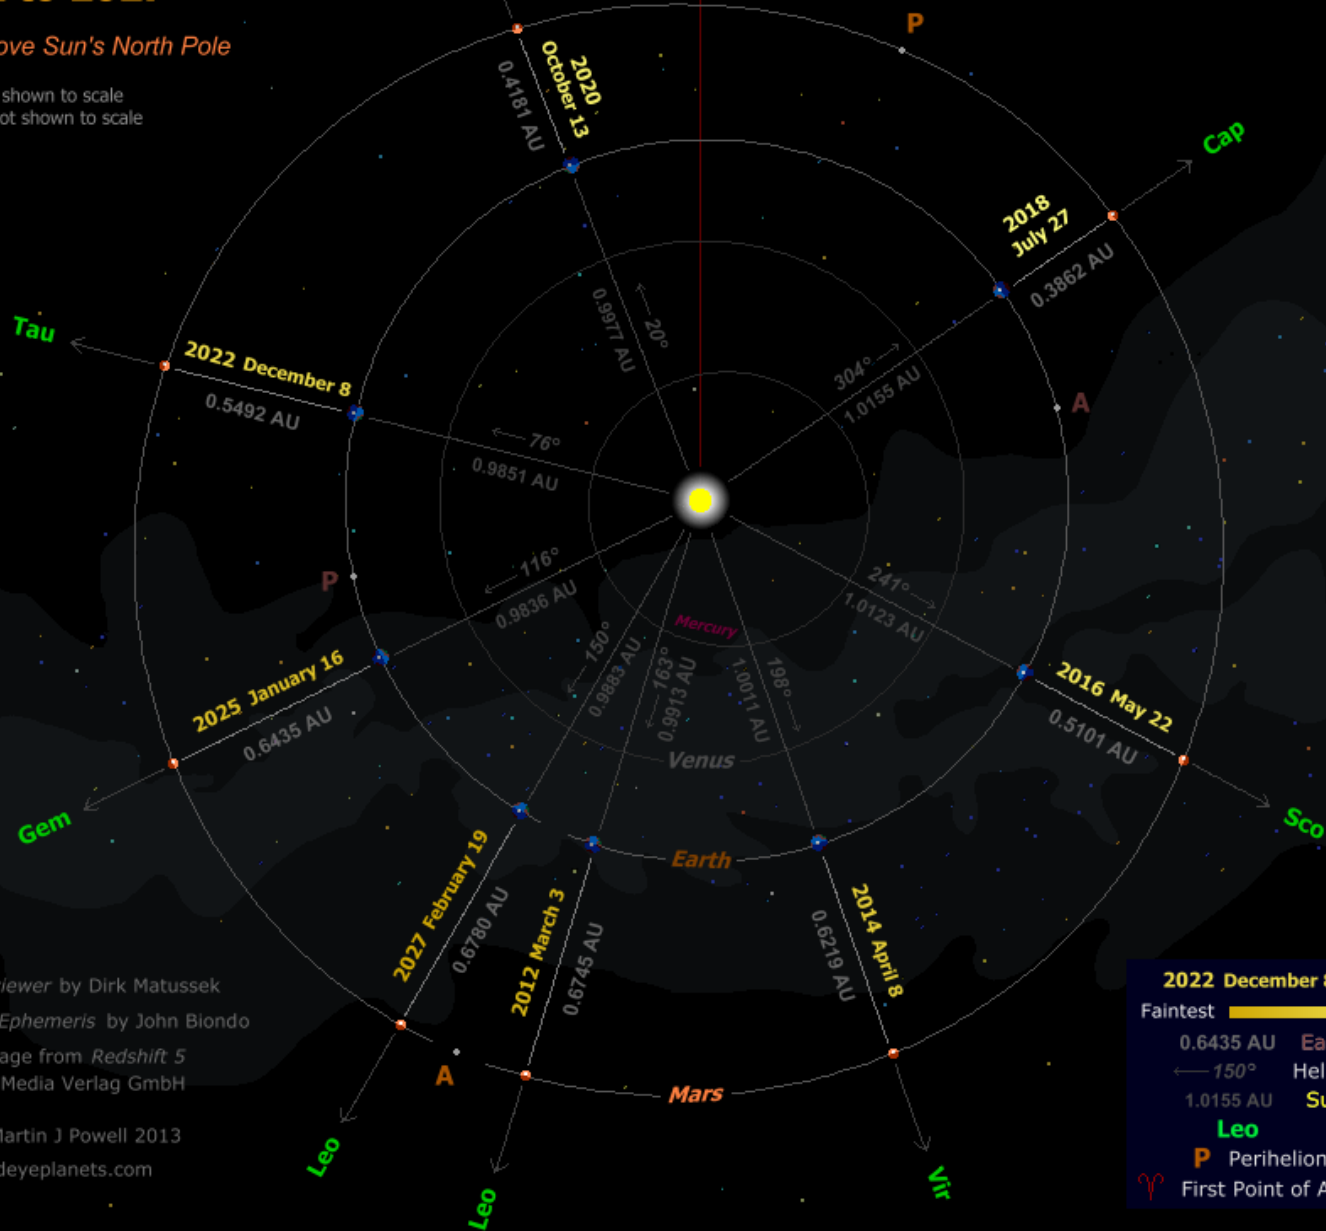 to 2027
ove Sun's North Pole
shown to scale
ot shown to scale
P
2020
October 13
0.4181 AU
Cap
2018
July 27
0.3862 AU
0.9977 AU
20°
Tau
2022 December 8
0.5492 AU
304°
1.0155 AU
A
76°
0.9851 AU
P
116°
0.9836 AU
241°
1.0123 AU
Mercury
150°
0.9883 AU
163°
0.9913 AU
198°
1.0011 AU
2025 January 16
0.6435 AU
2016 May 22
0.5101 AU
Venus
Gem
Sco
Earth
2027 February 19
0.6780 AU
2012 March 3
0.6745 AU
2014 April 8
0.6219 AU
A
Mars
Leo
Leo
Vir
iewer by Dirk Matussek
Ephemeris by John Biondo
age from Redshift 5
Media Verlag GmbH
Martin J Powell 2013
deyeplanets.com
2022 December 8
Faintest
0.6435 AU Ea
150° Hel
1.0155 AU Su
Leo
P Perihelion
♈ First Point of A